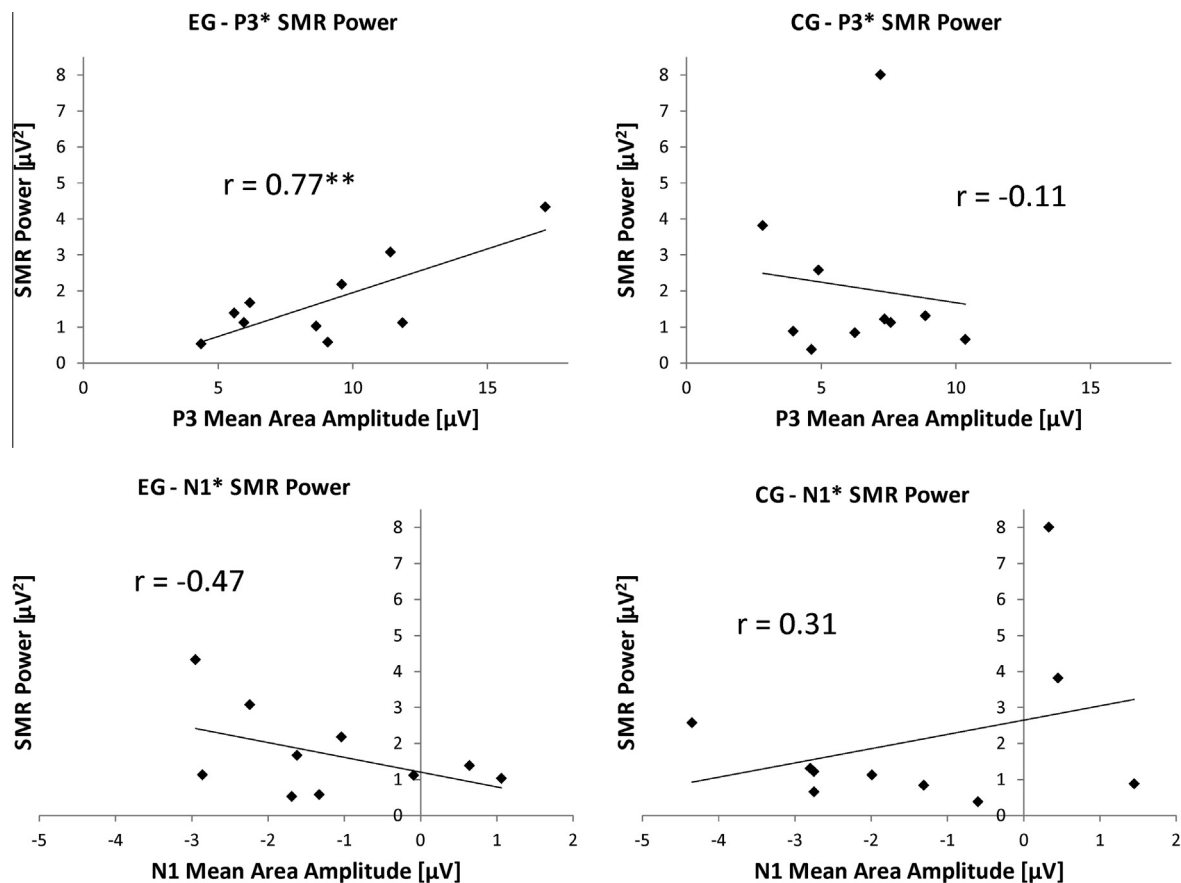 EG - P3* SMR Power
SMR Power [µV²]
8
7
6
5
4
3
2
1
0
r = 0.77**
0 5 10 15
P3 Mean Area Amplitude [µV]
CG - P3* SMR Power
SMR Power [µV²]
8
7
6
5
4
3
2
1
0
r = -0.11
0 5 10 15
P3 Mean Area Amplitude [µV]
EG - N1* SMR Power
SMR Power [µV²]
r = -0.47
8
7
6
5
4
3
2
1
0
-5 -4 -3 -2 -1 0 1 2
N1 Mean Area Amplitude [µV]
CG - N1* SMR Power
SMR Power [µV²]
r = 0.31
8
7
6
5
4
3
2
1
0
-5 -4 -3 -2 -1 0 1 2
N1 Mean Area Amplitude [µV]